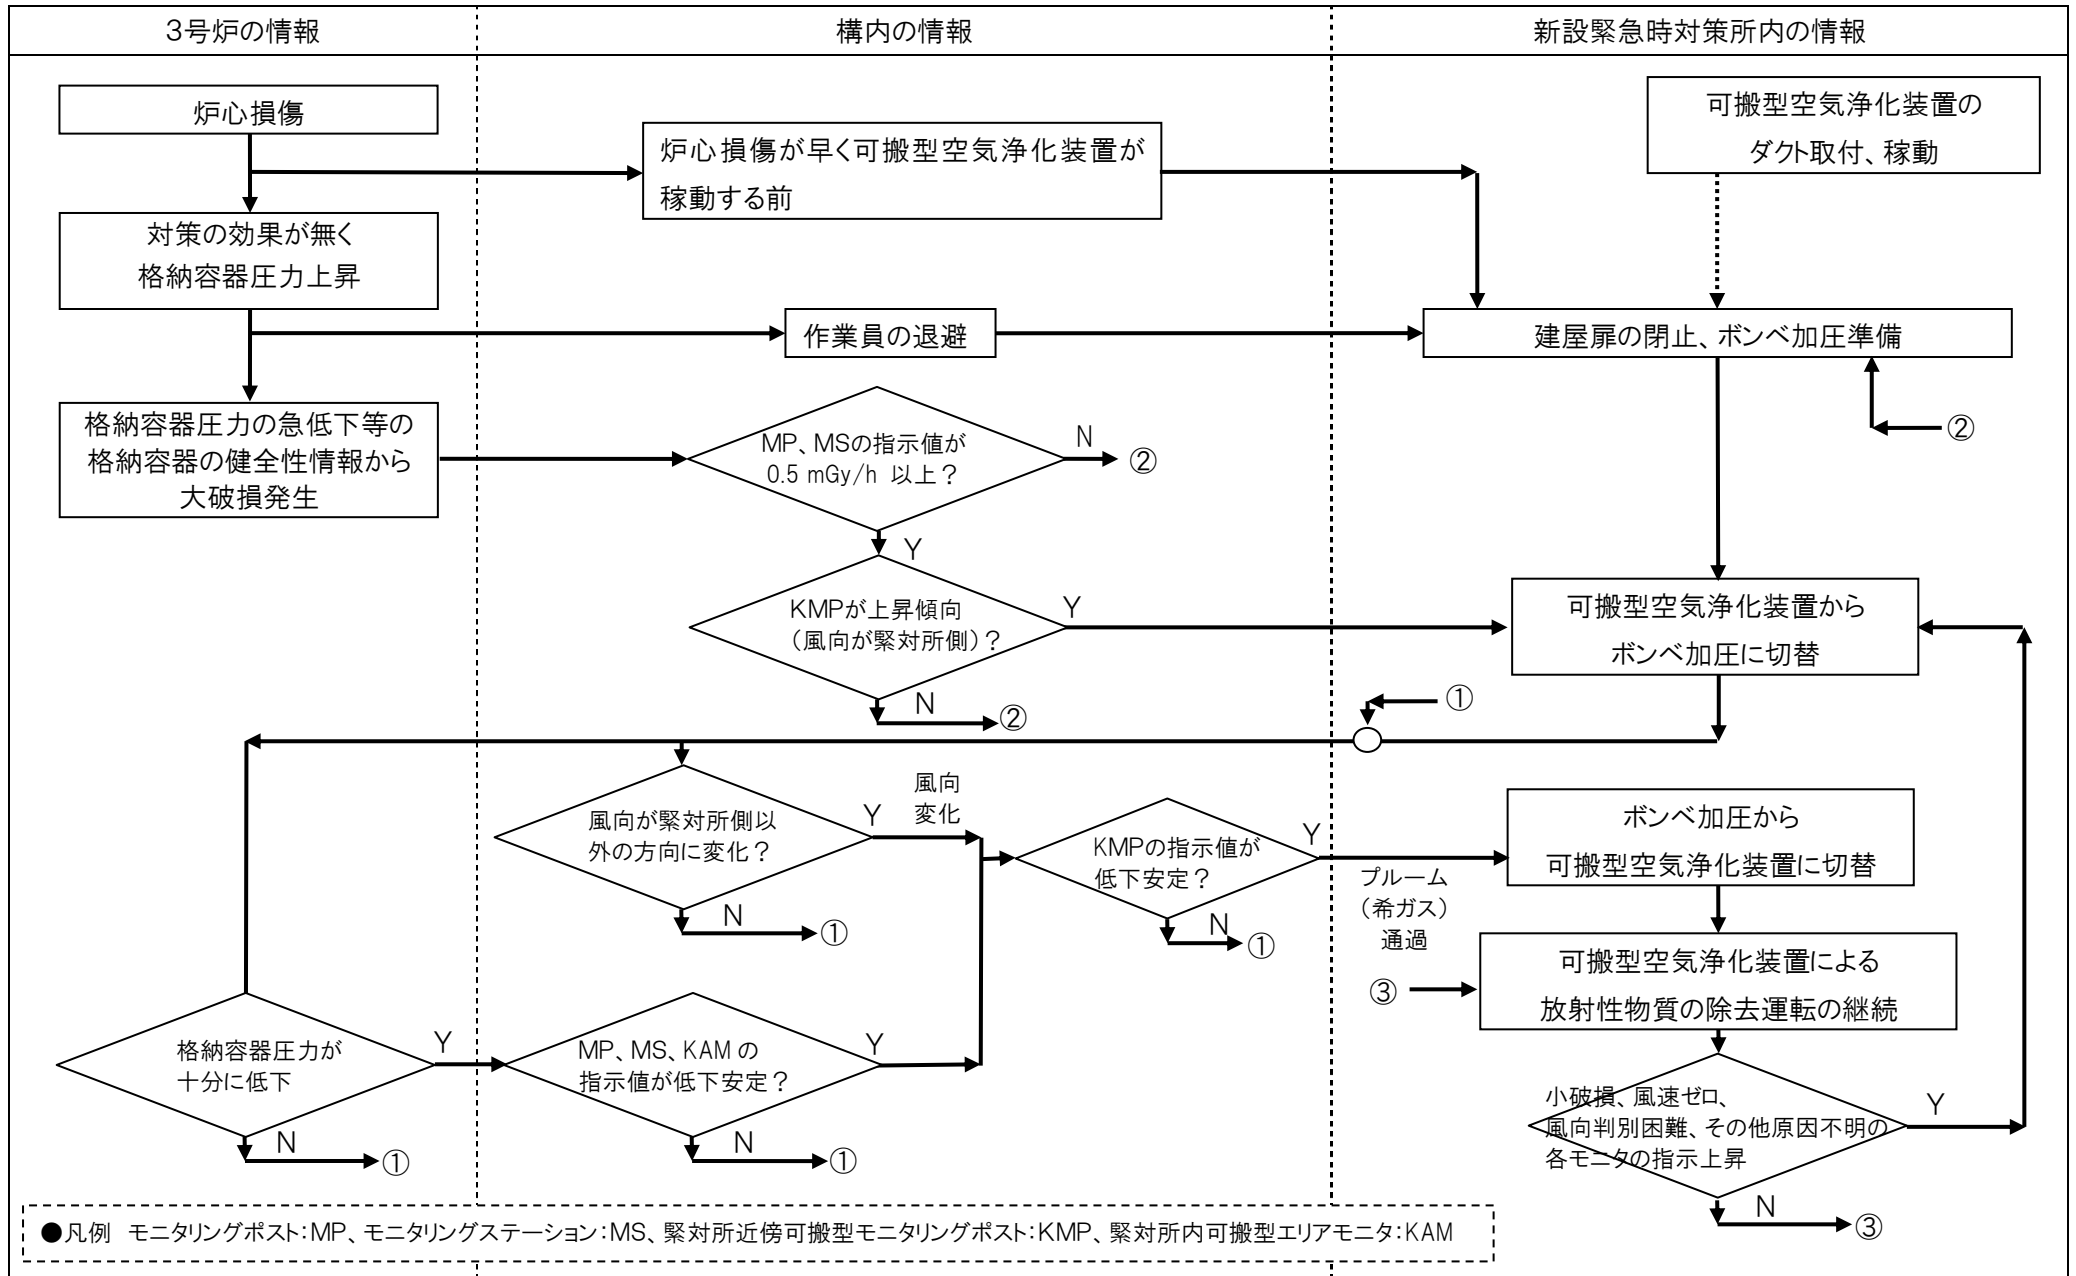 3号炉の情報
構内の情報
新設緊急時対策所内の情報
炉心損傷
炉心損傷が早く可搬型空気浄化装置が
稼動する前
可搬型空気浄化装置の
ダクト取付、稼動
対策の効果が無く
格納容器圧力上昇
作業員の退避
建屋扉の閉止、ボンベ加圧準備
②
格納容器圧力の急低下等の
格納容器の健全性情報から
大破損発生
MP、MSの指示値が
0.5 mGy/h 以上？
N
②
Y
KMPが上昇傾向
（風向が緊対所側）？
Y
N
②
可搬型空気浄化装置から
ボンベ加圧に切替
①
風向が緊対所側以
外の方向に変化？
Y
風向
変化
N
①
KMPの指示値が
低下安定？
Y
N
①
プルーム
（希ガス）
通過
ボンベ加圧から
可搬型空気浄化装置に切替
③
可搬型空気浄化装置による
放射性物質の除去運転の継続
格納容器圧力が
十分に低下
Y
N
①
MP、MS、KAM の
指示値が低下安定？
Y
N
①
小破損、風速ゼロ、
風向判別困難、その他原因不明の
各モニタの指示上昇
Y
N
③
●凡例 モニタリングポスト：MP、モニタリングステーション：MS、緊対所近傍可搬型モニタリングポスト：KMP、緊対所内可搬型エリアモニタ：KAM